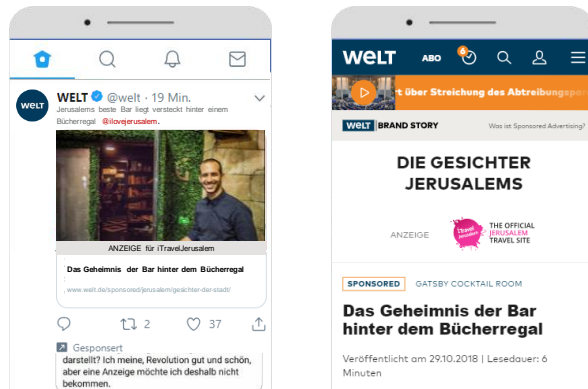 WELT @welt · 19 Min.
Jerusalems beste Bar liegt versteckt hinter einem
Bücherregal @ilovejerusalem.
WELT
ANZEIGE für iTravelJerusalem
Das Geheimnis der Bar hinter dem Bücherregal
www.welt.de/sponsored/jerusalem/gesichter-der-stadt/
2
37
Gesponsert
darstellt? Ich meine, Revolution gut und schön,
aber eine Anzeige möchte ich deshalb nicht
bekommen.
WELT
ABO
6
t über Streichung des Abtreibungspar
WELT BRAND STORY
Was ist Sponsored Advertising?
DIE GESICHTER
JERUSALEMS
ANZEIGE
iTravel Jerusalem
THE OFFICIAL
JERUSALEM
TRAVEL SITE
SPONSORED
GATSBY COCKTAIL ROOM
Das Geheimnis der Bar
hinter dem Bücherregal
Veröffentlicht am 29.10.2018 | Lesedauer: 6
Minuten